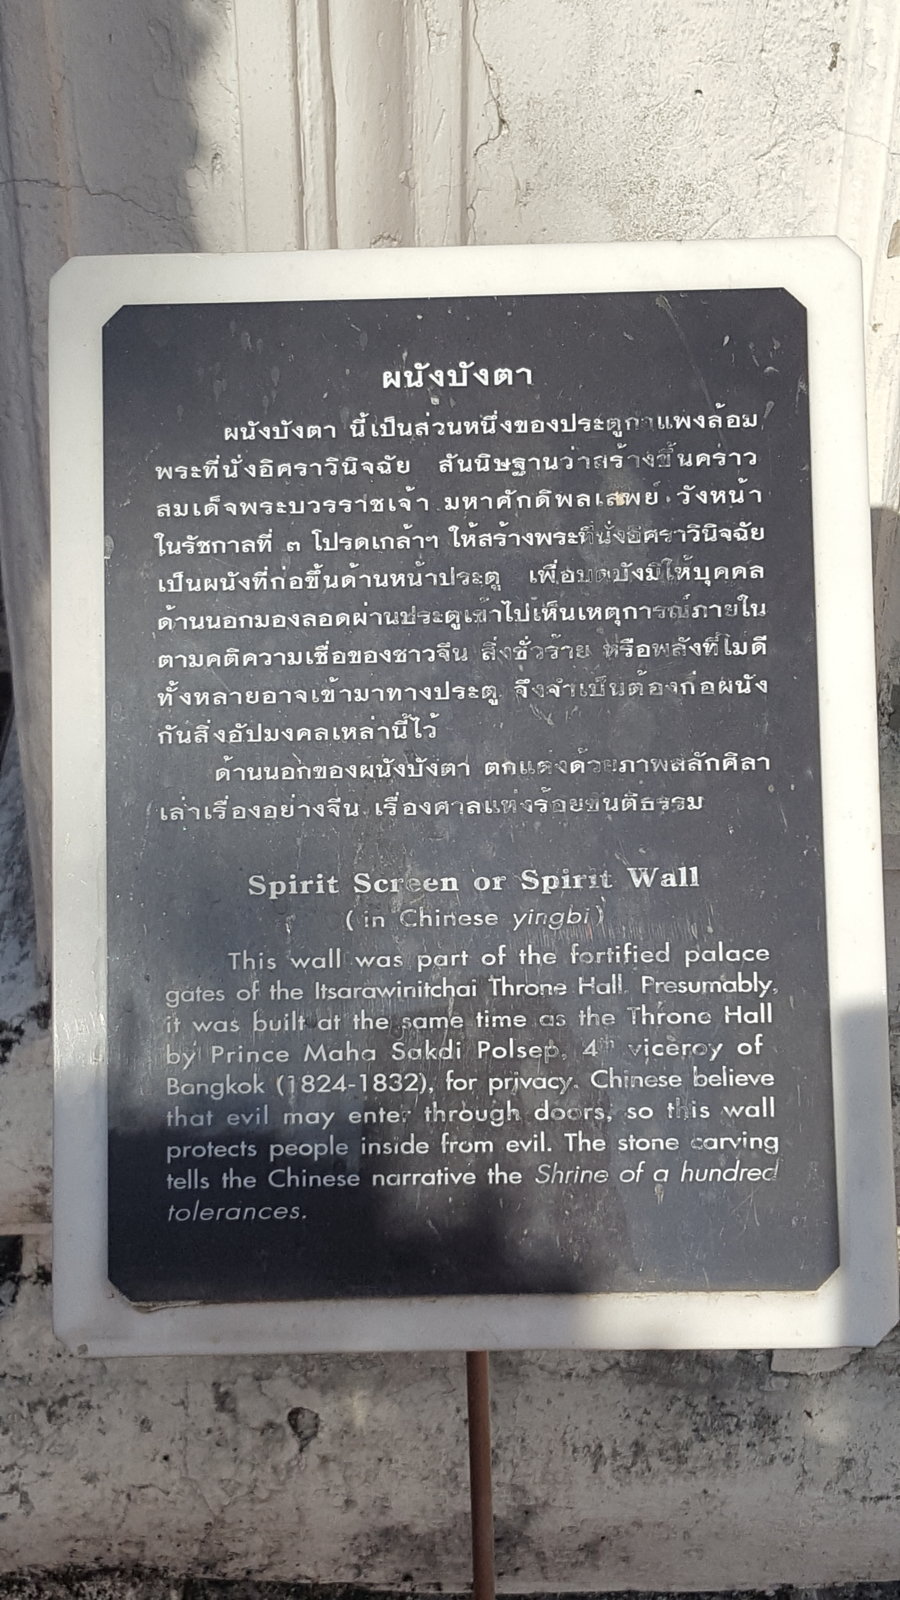 ผนังบังตา
ผนังบังตา นี้เป็นส่วนหนึ่งของประตูกำแพงล้อม
พระที่นั่งอิศราวินิจฉัย สันนิษฐานว่าสร้างขึ้นคราว
สมเด็จพระบวรราชเจ้า มหาศักดิพลเสพย์ วังหน้า
ในรัชกาลที่ ๓ โปรดเกล้าฯ ให้สร้างพระที่นั่งอิศราวินิจฉัย
เป็นผนังที่ก่อขึ้นด้านหน้าประตู เพื่อบดบังมิให้บุคคล
ด้านนอกมองลอดผ่านประตูเข้าไปเห็นเหตุการณ์ภายใน
ตามคติความเชื่อของชาวจีน สิ่งชั่วร้าย หรือพลังที่ไม่ดี
ทั้งหลายอาจเข้ามาทางประตู จึงจำเป็นต้องก่อผนัง
กันสิ่งอัปมงคลเหล่านี้ไว้
ด้านนอกของผนังบังตา ตกแต่งด้วยภาพสลักศิลา
เล่าเรื่องอย่างจีน เรื่องศาลแห่งร้อยขันติธรรม
Spirit Screen or Spirit Wall
(in Chinese yingbi)
This wall was part of the fortified palace
gates of the Itsarawinitchai Throne Hall. Presumably,
it was built at the same time as the Throne Hall
by Prince Maha Sakdi Polsep, 4th viceroy of
Bangkok (1824-1832), for privacy. Chinese believe
that evil may enter through doors, so this wall
protects people inside from evil. The stone carving
tells the Chinese narrative the Shrine of a hundred
tolerances.